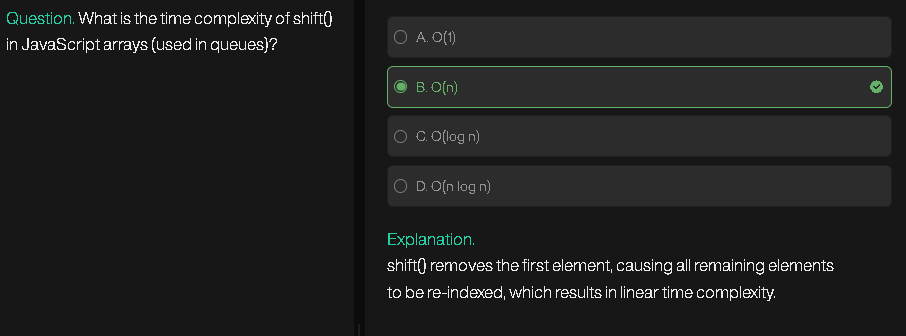 Question. What is the time complexity of shift()
in JavaScript arrays (used in queues)?
A. O(1)
B. O(n)
C. O(log n)
D. O(n log n)
Explanation.
shift() removes the first element, causing all remaining elements
to be re-indexed, which results in linear time complexity.